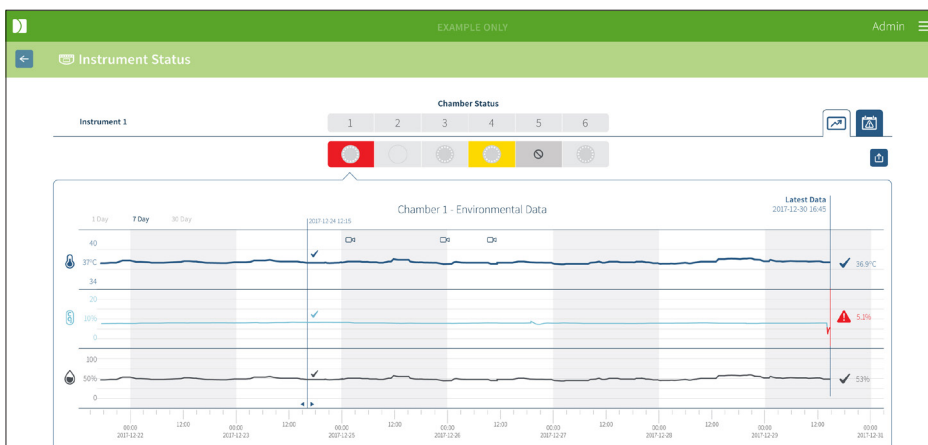 EXAMPLE ONLY
Admin
Instrument Status
Chamber Status
Instrument 1
1 2 3 4 5 6
Latest Data
2017-12-30 16:45
Chamber 1 - Environmental Data
1 Day 7 Day 30 Day
2017-12-24 12:15
40
37°C
36.9°C
34
20
10%
5.1%
0
100
50%
53%
0
00:00 12:00 00:00 12:00 00:00 12:00 00:00 12:00 00:00 12:00 00:00 12:00 00:00 12:00 00:00
2017-12-22 2017-12-23 2017-12-25 2017-12-26 2017-12-27 2017-12-28 2017-12-29 2017-12-31